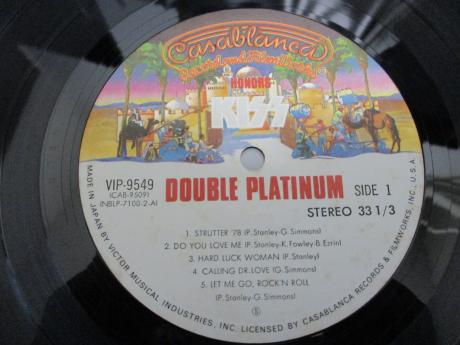 Casablanca
Record and FilmWorks
HONORS
KISS
VIP-9549
(CAB-9509)
(NBLP-7100-2-A)
DOUBLE PLATINUM
SIDE 1
STEREO 33 1/3
1. STRUTTER '78 (P. Stanley-G. Simmons)
2. DO YOU LOVE ME (P. Stanley-K. Fowley-B. Ezrin)
3. HARD LUCK WOMAN (P. Stanley)
4. CALLING DR. LOVE (G. Simmons)
5. LET ME GO, ROCK'N ROLL
(P. Stanley-G. Simmons)
Ⓢ
MADE IN JAPAN BY VICTOR MUSICAL INDUSTRIES, INC. LICENSED BY CASABLANCA RECORDS & FILMWORKS, INC., U.S.A.